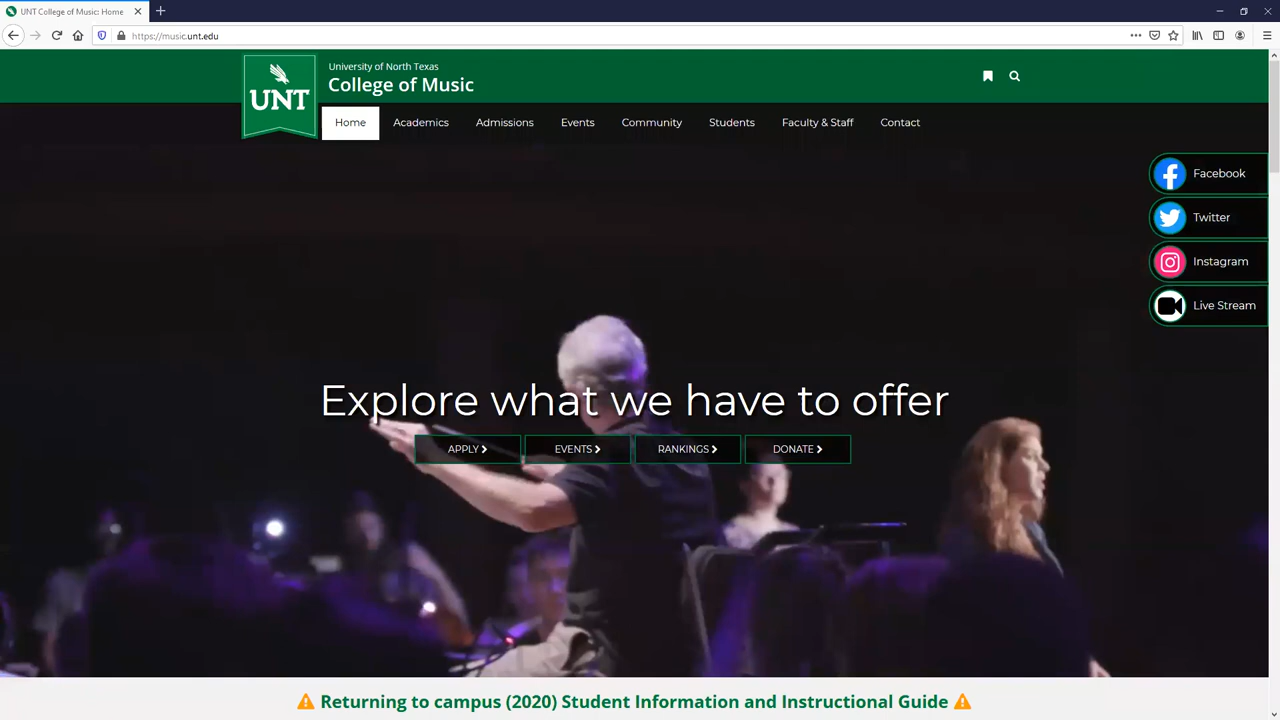 UNT College of Music: Home
https://music.unt.edu
University of North Texas
College of Music
UNT
Home
Academics
Admissions
Events
Community
Students
Faculty & Staff
Contact
Facebook
Twitter
Instagram
Live Stream
Explore what we have to offer
APPLY
EVENTS
RANKINGS
DONATE
Returning to campus (2020) Student Information and Instructional Guide